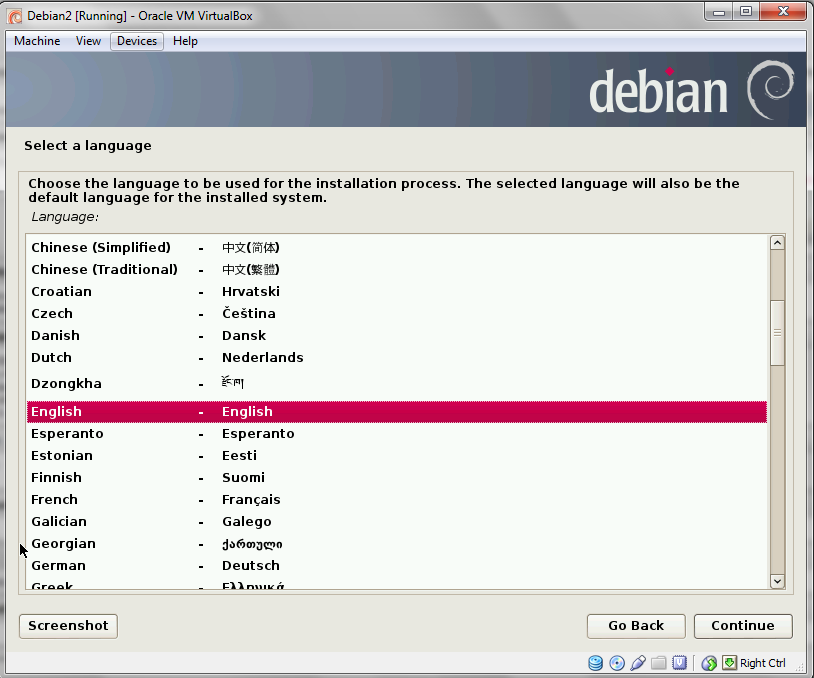 Debian2 [Running] - Oracle VM VirtualBox
Machine View Devices Help
debian
Select a language
Choose the language to be used for the installation process. The selected language will also be the
default language for the installed system.
Language:
Chinese (Simplified) - 中文(简体)
Chinese (Traditional) - 中文(繁體)
Croatian - Hrvatski
Czech - Čeština
Danish - Dansk
Dutch - Nederlands
Dzongkha - རྫོང་ཁ།
English - English
Esperanto - Esperanto
Estonian - Eesti
Finnish - Suomi
French - Français
Galician - Galego
Georgian - ქართული
German - Deutsch
Greek - Ελληνικά
Screenshot Go Back Continue
Right Ctrl